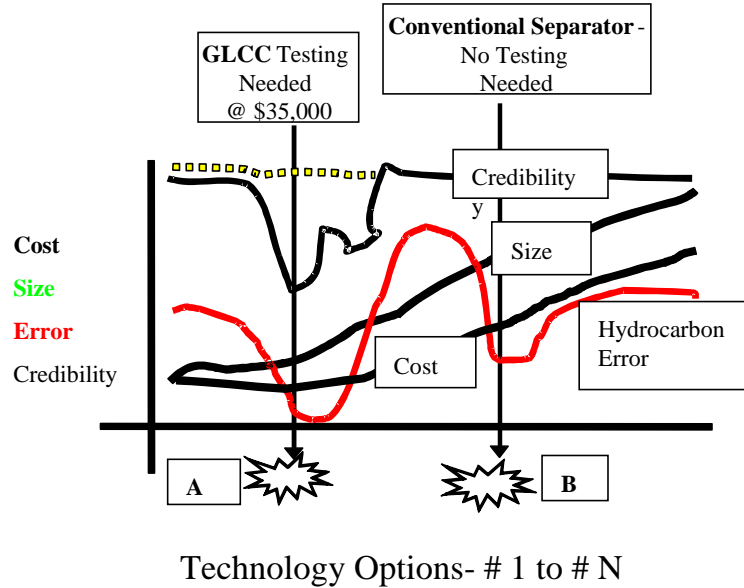 GLCC Testing
Needed
@ $35,000
Conventional Separator -
No Testing
Needed
Credibility
y
Size
Cost
Size
Error
Credibility
Cost
Hydrocarbon
Error
A
B
Technology Options- # 1 to # N